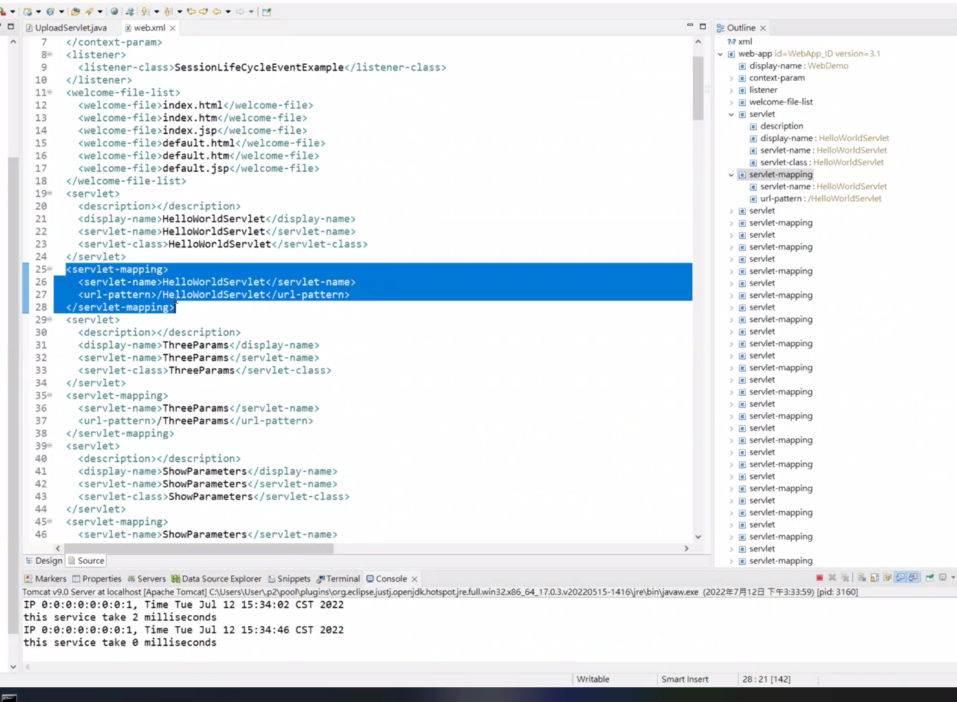 UploadServlet.java
web.xml
7 </context-param>
8 <listener>
9 <listener-class>SessionLifeCycleEventExample</listener-class>
10 </listener>
11 <welcome-file-list>
12 <welcome-file>index.html</welcome-file>
13 <welcome-file>index.htm</welcome-file>
14 <welcome-file>index.jsp</welcome-file>
15 <welcome-file>default.html</welcome-file>
16 <welcome-file>default.htm</welcome-file>
17 <welcome-file>default.jsp</welcome-file>
18 </welcome-file-list>
19 <servlet>
20 <description></description>
21 <display-name>HelloWorldServlet</display-name>
22 <servlet-name>HelloWorldServlet</servlet-name>
23 <servlet-class>HelloWorldServlet</servlet-class>
24 </servlet>
25 <servlet-mapping>
26 <servlet-name>HelloWorldServlet</servlet-name>
27 <url-pattern>/HelloWorldServlet</url-pattern>
28 </servlet-mapping>
29 <servlet>
30 <description></description>
31 <display-name>ThreeParams</display-name>
32 <servlet-name>ThreeParams</servlet-name>
33 <servlet-class>ThreeParams</servlet-class>
34 </servlet>
35 <servlet-mapping>
36 <servlet-name>ThreeParams</servlet-name>
37 <url-pattern>/ThreeParams</url-pattern>
38 </servlet-mapping>
39 <servlet>
40 <description></description>
41 <display-name>ShowParameters</display-name>
42 <servlet-name>ShowParameters</servlet-name>
43 <servlet-class>ShowParameters</servlet-class>
44 </servlet>
45 <servlet-mapping>
46 <servlet-name>ShowParameters</servlet-name>
Design Source
Outline
xml
web-app id=WebApp_ID version=3.1
display-name : WebDemo
context-param
listener
welcome-file-list
servlet
description
display-name : HelloWorldServlet
servlet-name : HelloWorldServlet
servlet-class : HelloWorldServlet
servlet-mapping
servlet-name : HelloWorldServlet
url-pattern : /HelloWorldServlet
servlet
servlet-mapping
servlet
servlet-mapping
servlet
servlet-mapping
servlet
servlet-mapping
servlet
servlet-mapping
servlet
servlet-mapping
servlet
servlet-mapping
servlet
servlet-mapping
servlet
servlet-mapping
servlet
servlet-mapping
servlet
servlet-mapping
servlet
servlet-mapping
servlet
servlet-mapping
servlet
servlet-mapping
servlet
servlet-mapping
Markers Properties Servers Data Source Explorer Snippets Terminal Console
Tomcat v9.0 Server at localhost [Apache Tomcat] C:\Users\User\.p2\pool\plugins\org.eclipse.justj.openjdk.hotspot.jre.full.win32.x86_64_17.0.3.v20220515-1416\jre\bin\javaw.exe (2022年7月12日 下午3:33:59) [pid: 3160]
IP 0:0:0:0:0:0:0:1, Time Tue Jul 12 15:34:02 CST 2022
this service take 2 milliseconds
IP 0:0:0:0:0:0:0:1, Time Tue Jul 12 15:34:46 CST 2022
this service take 0 milliseconds
Writable Smart Insert 28 : 21 [142]